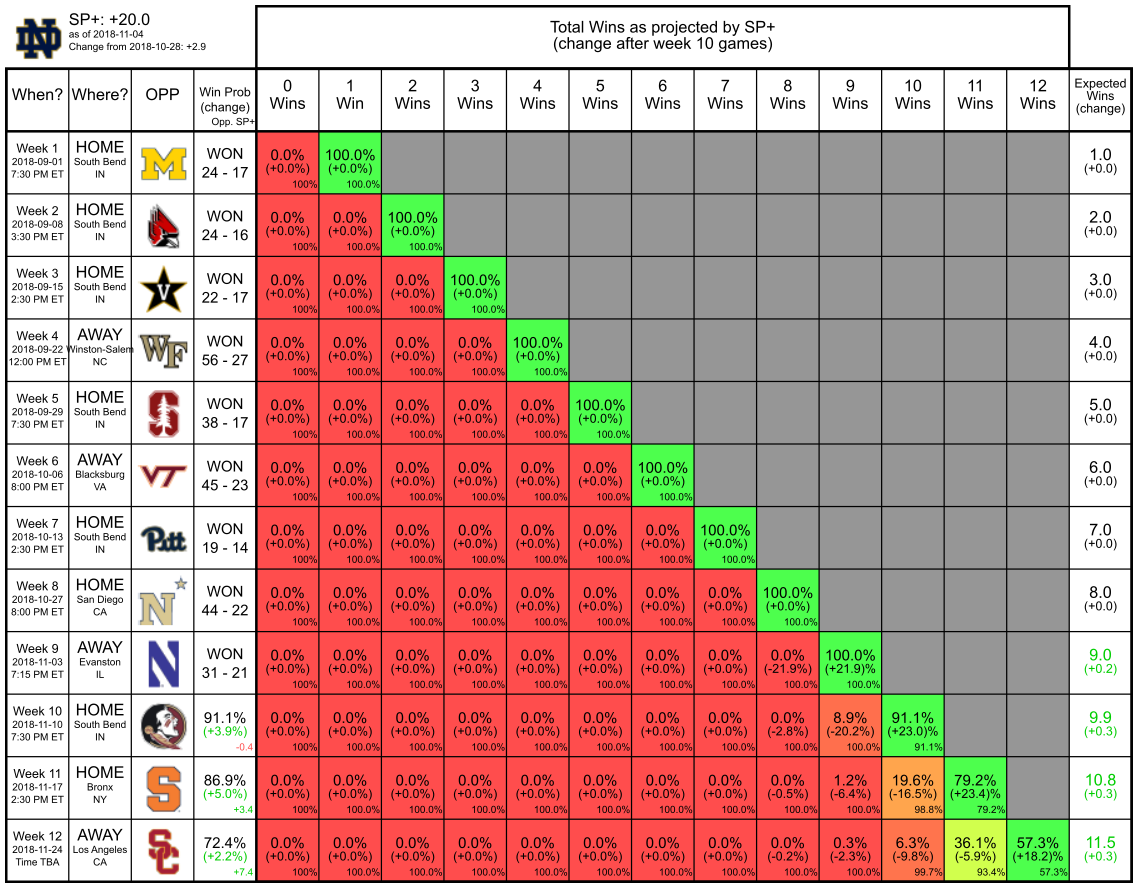 SP+: +20.0
as of 2018-11-04
Change from 2018-10-28: +2.9
Total Wins as projected by SP+
(change after week 10 games)
When? Where? OPP Win Prob (change) Opp. SP+ 0 Wins 1 Win 2 Wins 3 Wins 4 Wins 5 Wins 6 Wins 7 Wins 8 Wins 9 Wins 10 Wins 11 Wins 12 Wins Expected Wins (change)
Week 1 HOME M WON 0.0% 100.0% 1.0
2018-09-01 South Bend (+0.0%) (+0.0%) (+0.0)
7:30 PM ET IN 24 - 17 100% 100.0%
Week 2 HOME WON 0.0% 0.0% 100.0% 2.0
2018-09-08 South Bend (+0.0%) (+0.0%) (+0.0%) (+0.0)
3:30 PM ET IN 24 - 16 100% 100.0% 100.0%
Week 3 HOME V WON 0.0% 0.0% 0.0% 100.0% 3.0
2018-09-15 South Bend (+0.0%) (+0.0%) (+0.0%) (+0.0%) (+0.0)
2:30 PM ET IN 22 - 17 100% 100.0% 100.0% 100.0%
Week 4 AWAY WF WON 0.0% 0.0% 0.0% 0.0% 100.0% 4.0
2018-09-22 Winston-Salem (+0.0%) (+0.0%) (+0.0%) (+0.0%) (+0.0%) (+0.0)
12:00 PM ET NC 56 - 27 100% 100.0% 100.0% 100.0% 100.0%
Week 5 HOME S WON 0.0% 0.0% 0.0% 0.0% 0.0% 100.0% 5.0
2018-09-29 South Bend (+0.0%) (+0.0%) (+0.0%) (+0.0%) (+0.0%) (+0.0%) (+0.0)
7:30 PM ET IN 38 - 17 100% 100.0% 100.0% 100.0% 100.0% 100.0%
Week 6 AWAY VT WON 0.0% 0.0% 0.0% 0.0% 0.0% 0.0% 100.0% 6.0
2018-10-06 Blacksburg (+0.0%) (+0.0%) (+0.0%) (+0.0%) (+0.0%) (+0.0%) (+0.0%) (+0.0)
8:00 PM ET VA 45 - 23 100% 100.0% 100.0% 100.0% 100.0% 100.0% 100.0%
Week 7 HOME Pitt WON 0.0% 0.0% 0.0% 0.0% 0.0% 0.0% 0.0% 100.0% 7.0
2018-10-13 South Bend (+0.0%) (+0.0%) (+0.0%) (+0.0%) (+0.0%) (+0.0%) (+0.0%) (+0.0%) (+0.0)
2:30 PM ET IN 19 - 14 100% 100.0% 100.0% 100.0% 100.0% 100.0% 100.0% 100.0%
Week 8 HOME N WON 0.0% 0.0% 0.0% 0.0% 0.0% 0.0% 0.0% 0.0% 100.0% 8.0
2018-10-27 San Diego (+0.0%) (+0.0%) (+0.0%) (+0.0%) (+0.0%) (+0.0%) (+0.0%) (+0.0%) (+0.0%) (+0.0)
8:00 PM ET CA 44 - 22 100% 100.0% 100.0% 100.0% 100.0% 100.0% 100.0% 100.0% 100.0%
Week 9 AWAY N WON 0.0% 0.0% 0.0% 0.0% 0.0% 0.0% 0.0% 0.0% 0.0% 100.0% 9.0
2018-11-03 Evanston (+0.0%) (+0.0%) (+0.0%) (+0.0%) (+0.0%) (+0.0%) (+0.0%) (+0.0%) (-21.9%) (+21.9)% (+0.2)
7:15 PM ET IL 31 - 21 100% 100.0% 100.0% 100.0% 100.0% 100.0% 100.0% 100.0% 100.0% 100.0%
Week 10 HOME 91.1% 0.0% 0.0% 0.0% 0.0% 0.0% 0.0% 0.0% 0.0% 0.0% 8.9% 91.1% 9.9
2018-11-10 South Bend (+3.9%) (+0.0%) (+0.0%) (+0.0%) (+0.0%) (+0.0%) (+0.0%) (+0.0%) (+0.0%) (-2.8%) (-20.2%) (+23.0)% (+0.3)
7:30 PM ET IN -0.4 100% 100.0% 100.0% 100.0% 100.0% 100.0% 100.0% 100.0% 100.0% 100.0% 91.1%
Week 11 HOME S 86.9% 0.0% 0.0% 0.0% 0.0% 0.0% 0.0% 0.0% 0.0% 0.0% 1.2% 19.6% 79.2% 10.8
2018-11-17 Bronx (+5.0%) (+0.0%) (+0.0%) (+0.0%) (+0.0%) (+0.0%) (+0.0%) (+0.0%) (+0.0%) (-0.5%) (-6.4%) (-16.5%) (+23.4)% (+0.3)
2:30 PM ET NY +3.4 100% 100.0% 100.0% 100.0% 100.0% 100.0% 100.0% 100.0% 100.0% 100.0% 98.8% 79.2%
Week 12 AWAY SC 72.4% 0.0% 0.0% 0.0% 0.0% 0.0% 0.0% 0.0% 0.0% 0.0% 0.3% 6.3% 36.1% 57.3% 11.5
2018-11-24 Los Angeles (+2.2%) (+0.0%) (+0.0%) (+0.0%) (+0.0%) (+0.0%) (+0.0%) (+0.0%) (+0.0%) (-0.2%) (-2.3%) (-9.8%) (-5.9%) (+18.2)% (+0.3)
Time TBA CA +7.4 100% 100.0% 100.0% 100.0% 100.0% 100.0% 100.0% 100.0% 100.0% 100.0% 99.7% 93.4% 57.3%